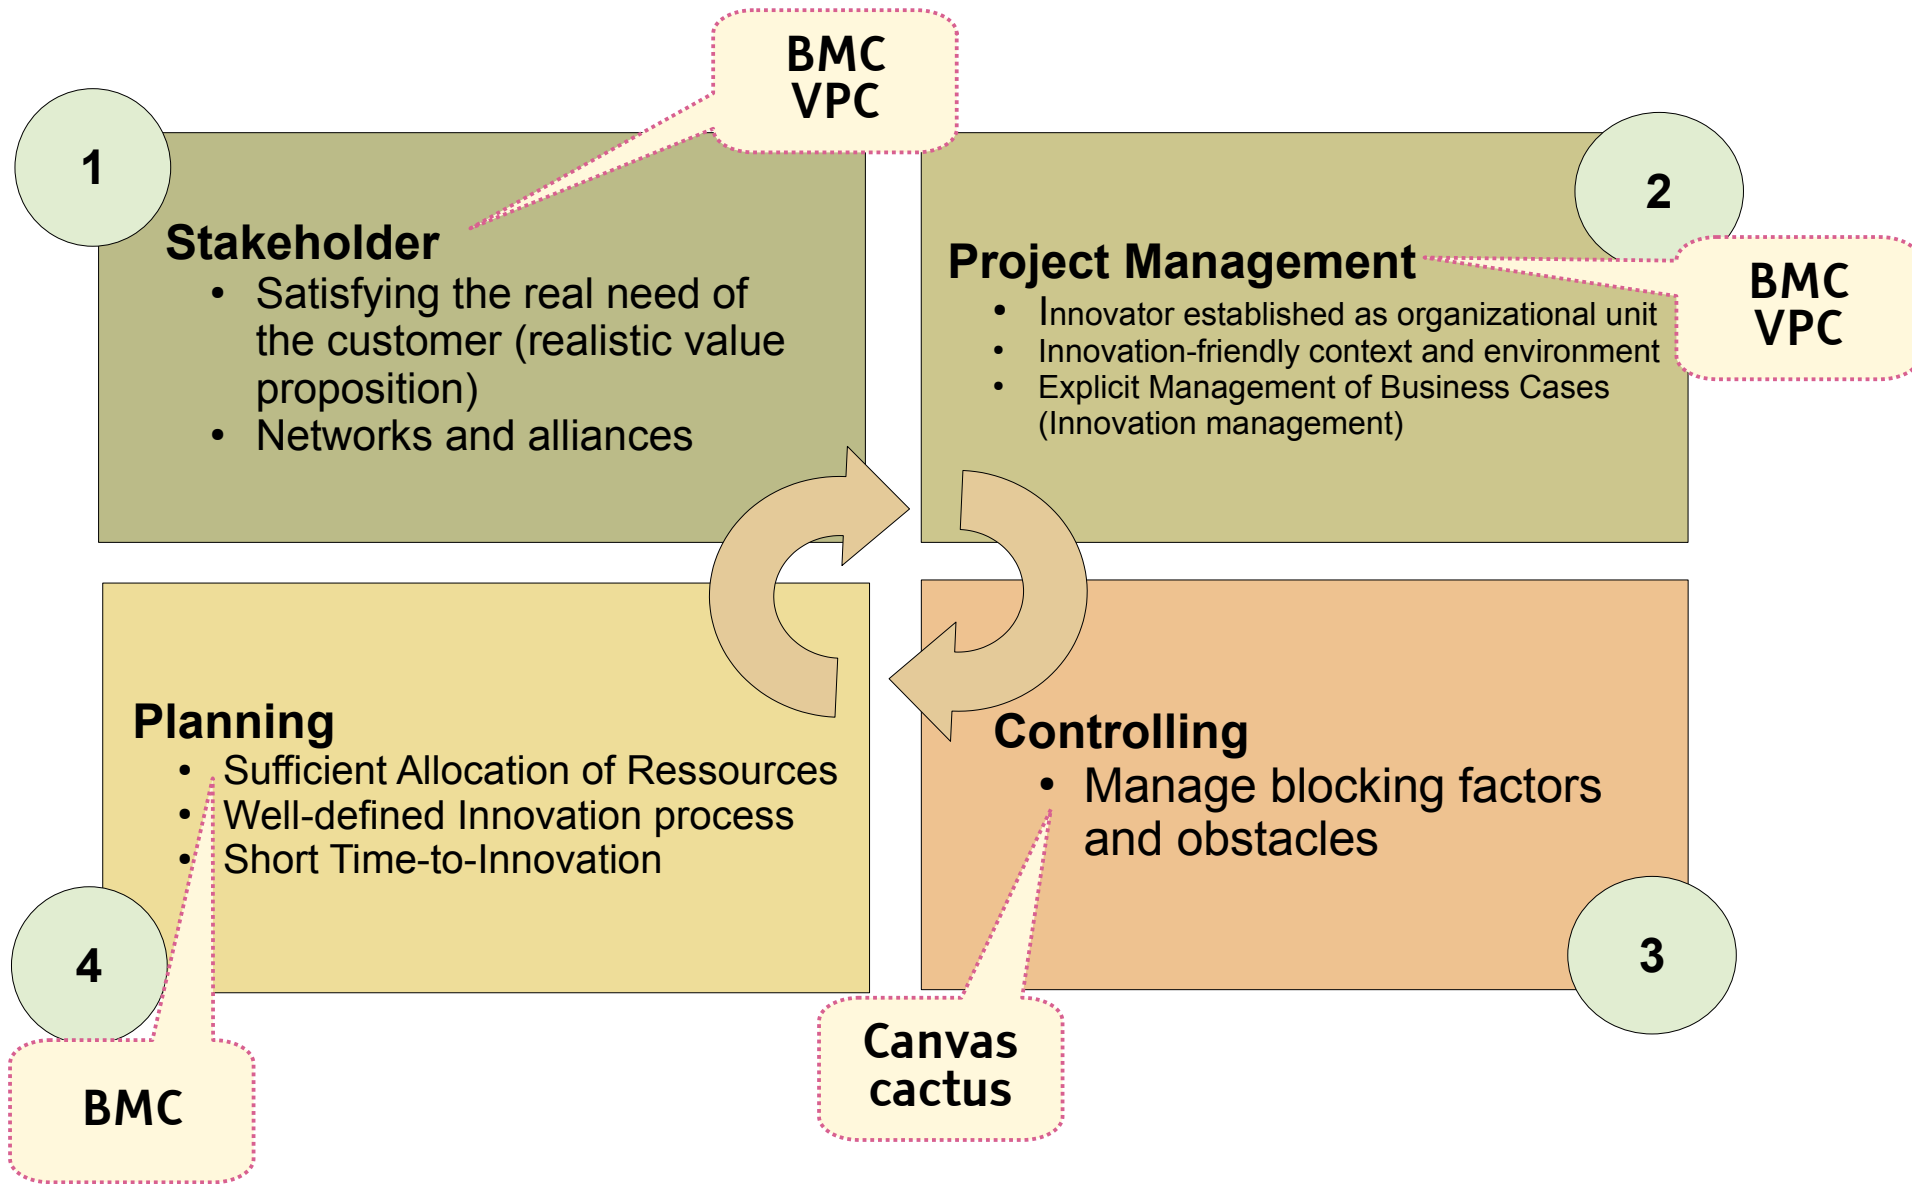 BMC
VPC
1
Stakeholder
• Satisfying the real need of
the customer (realistic value
proposition)
• Networks and alliances
2
Project Management
• Innovator established as organizational unit
• Innovation-friendly context and environment
• Explicit Management of Business Cases
(Innovation management)
BMC
VPC
Planning
• Sufficient Allocation of Ressources
• Well-defined Innovation process
• Short Time-to-Innovation
4
BMC
Controlling
• Manage blocking factors
and obstacles
3
Canvas
cactus